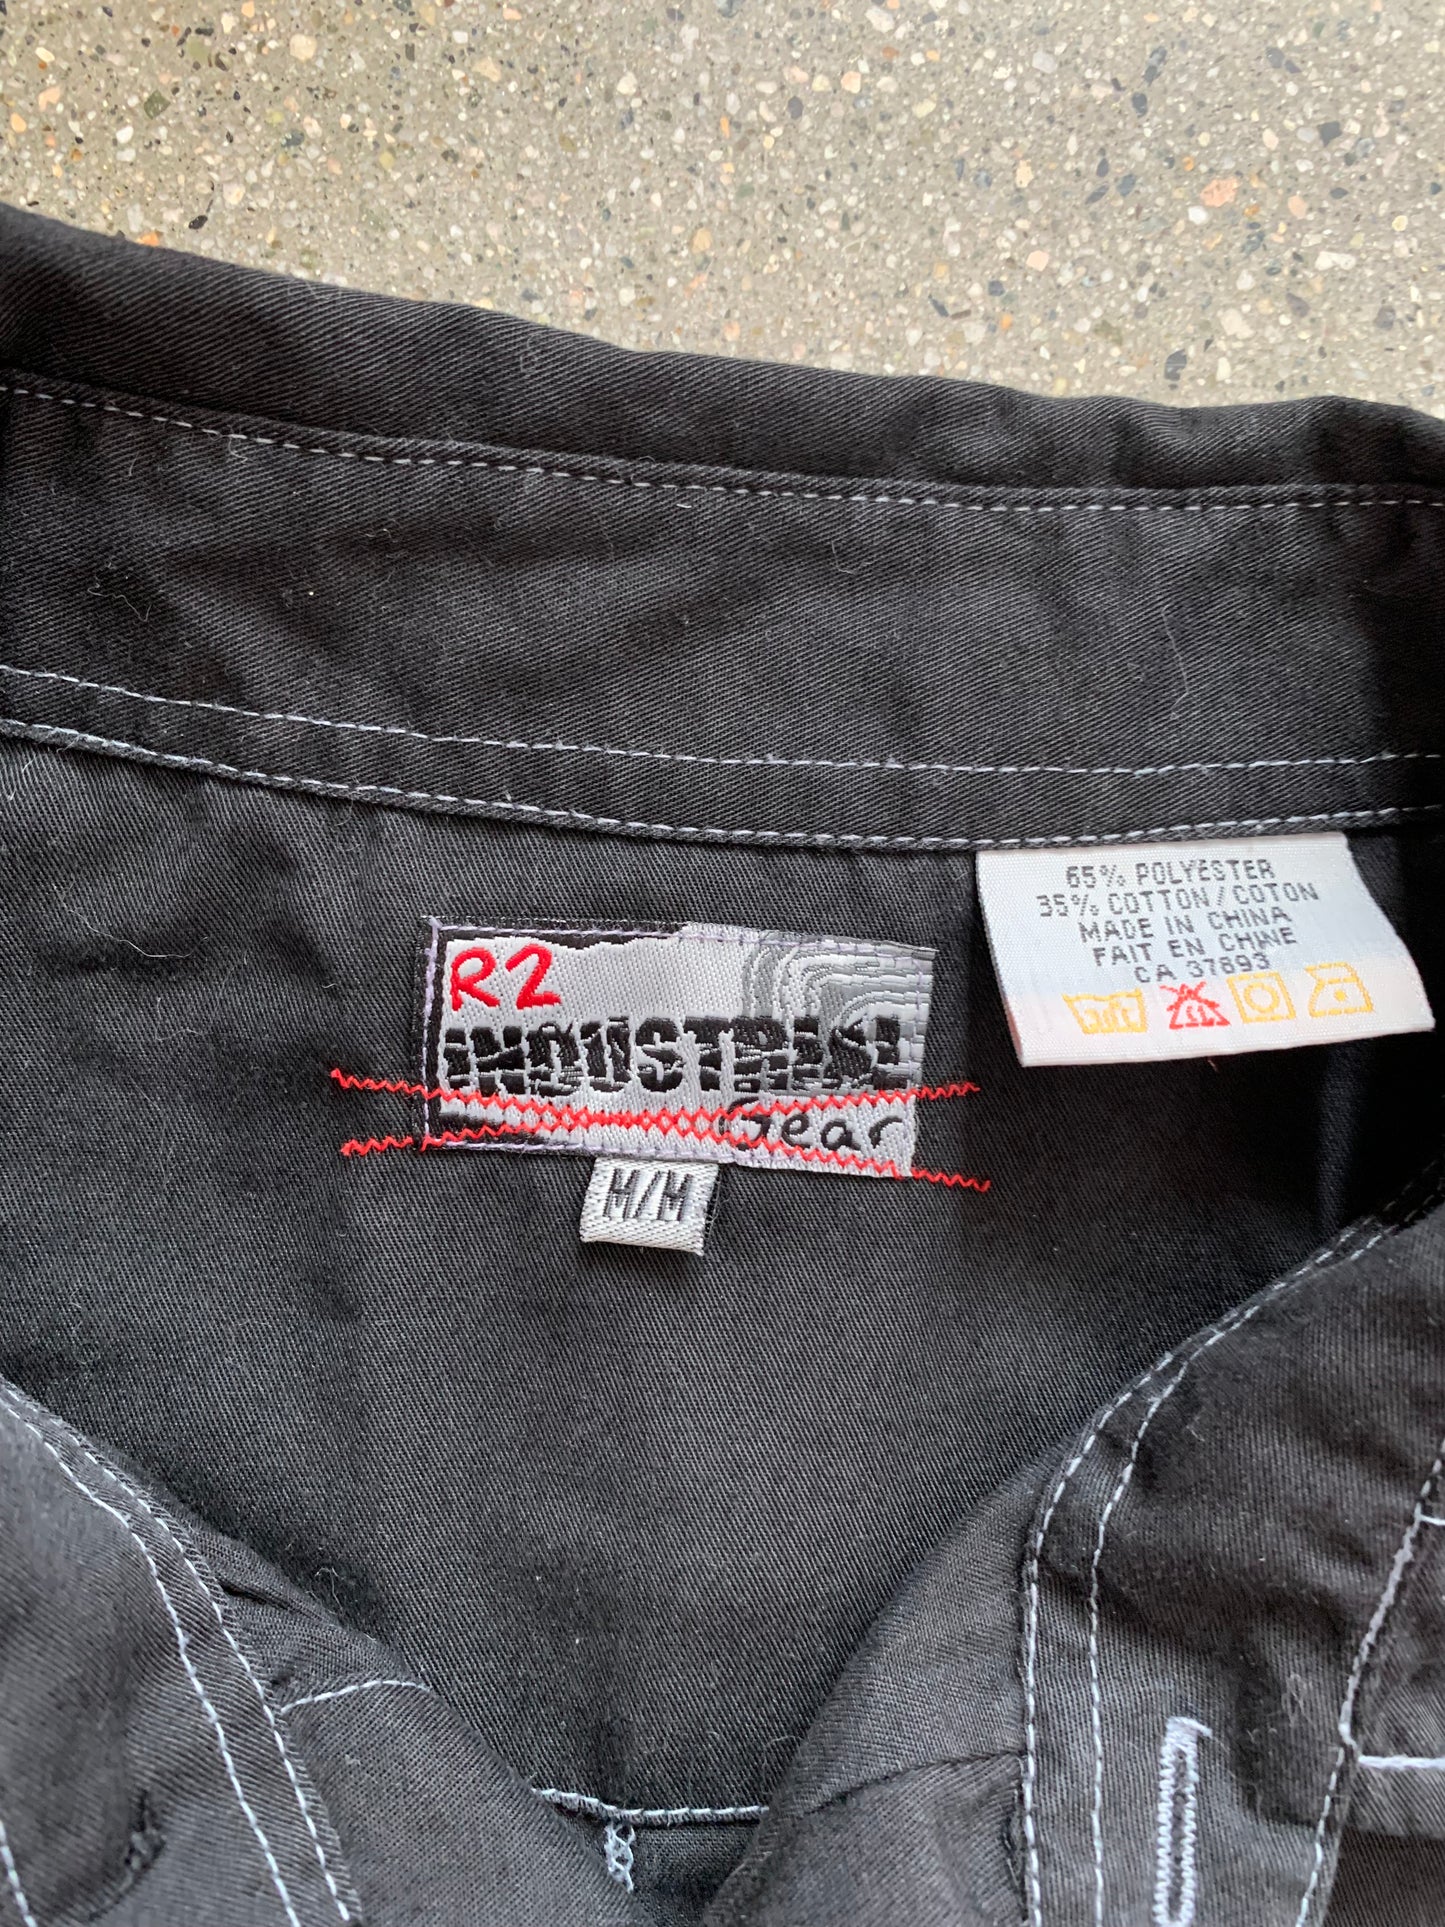 R2
INDUSTRIAL
Gear
M/M
65% POLYESTER
35% COTTON/COTON
MADE IN CHINA
FAIT EN CHINE
CA 37893